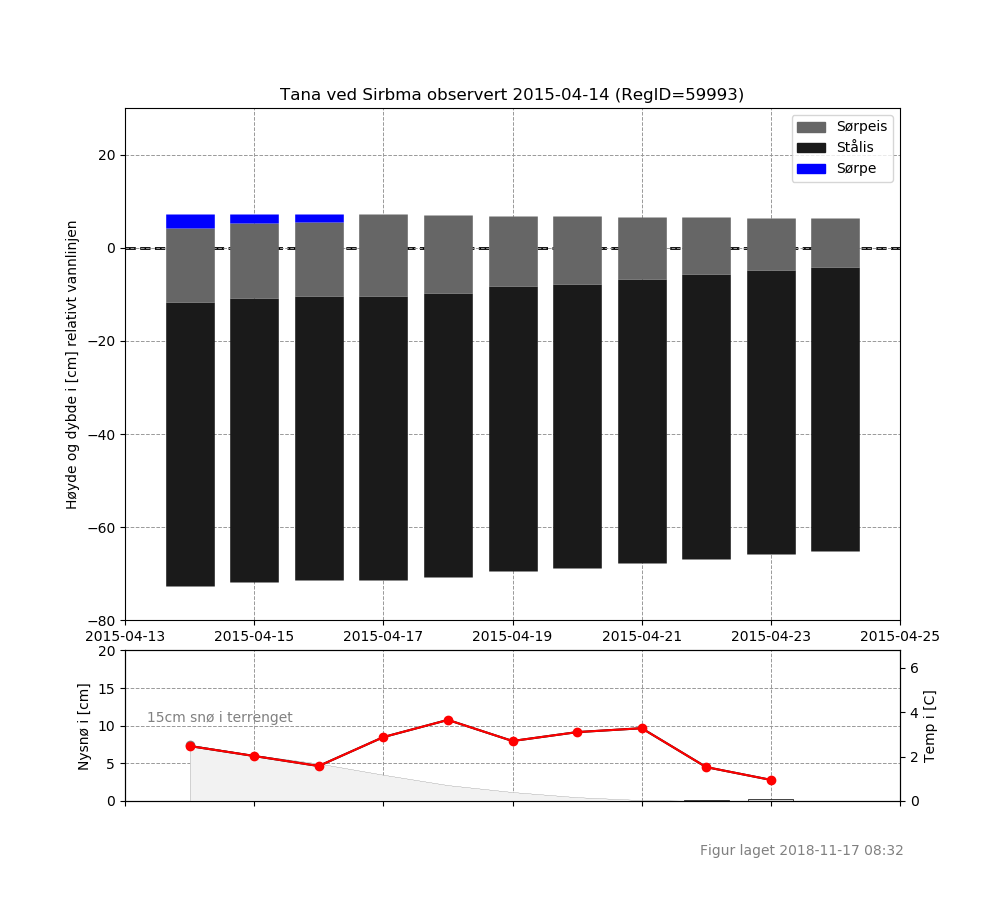 Tana ved Sirbma observert 2015-04-14 (RegID=59993)
Sørpeis
Stålis
Sørpe
Høyde og dybde i [cm] relativt vannlinjen
20
0
−20
−40
−60
−80
2015-04-13
2015-04-15
2015-04-17
2015-04-19
2015-04-21
2015-04-23
2015-04-25
Nysnø i [cm]
20
15
10
5
0
15cm snø i terrenget
6
4
2
0
Temp i [C]
Figur laget 2018-11-17 08:32